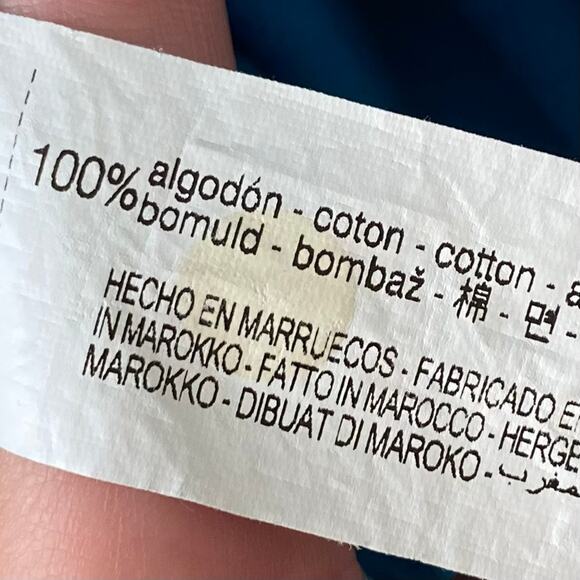 100% algodón - coton - cotton -
bomuld - bombaž - 棉 - 면 -
HECHO EN MARRUECOS - FABRICADO
IN MAROKKO - FATTO IN MAROCCO - HERGE
MAROKKO - DIBUAT DI MAROKO -